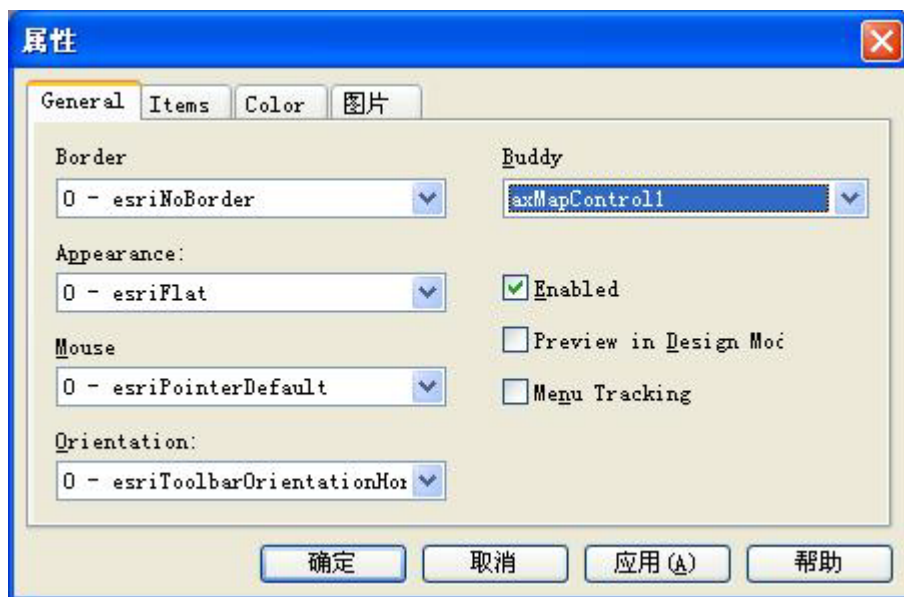 属性
General Items Color 图片
Border
0 - esriNoBorder
Appearance:
0 - esriFlat
Mouse
0 - esriPointerDefault
Orientation:
0 - esriToolbarOrientationHor
Buddy
axMapControl1
Enabled
Preview in Design Mod
Menu Tracking
确定 取消 应用(A) 帮助